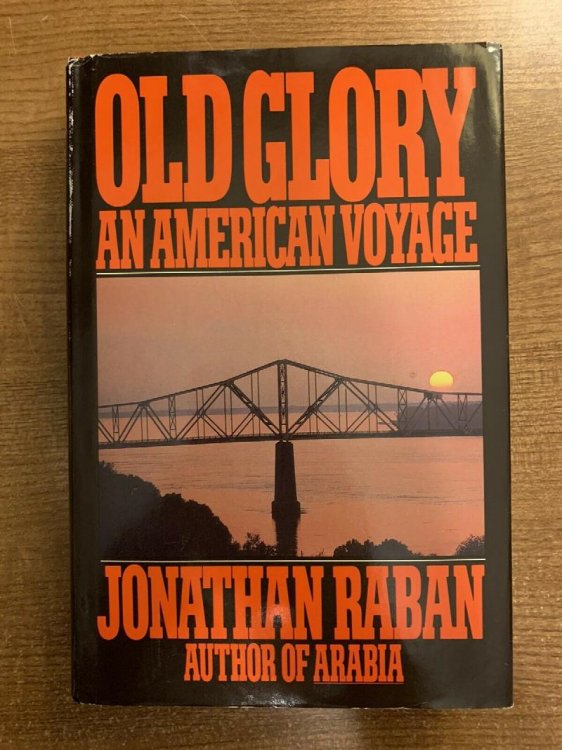 OLD GLORY
AN AMERICAN VOYAGE
JONATHAN RABAN
AUTHOR OF ARABIA